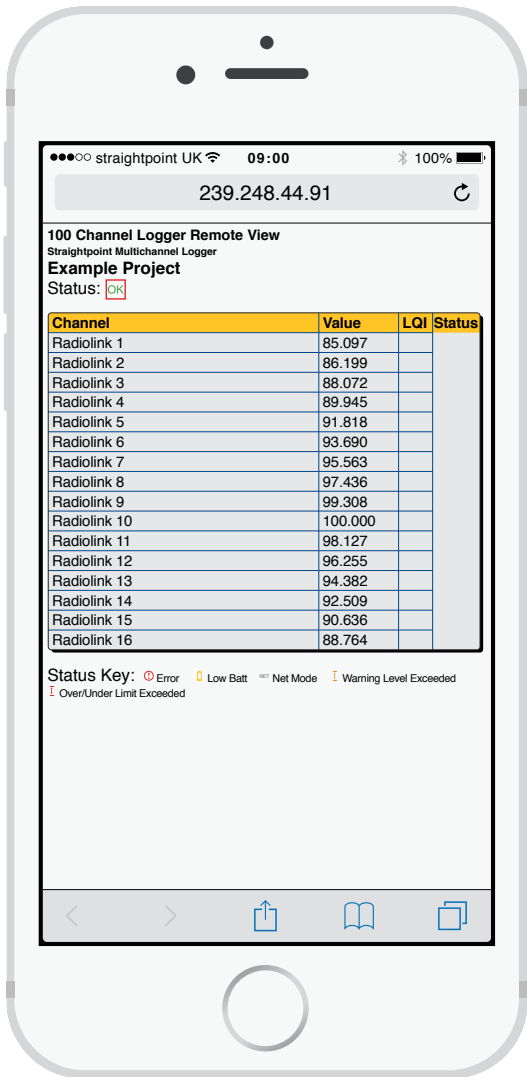 straightpoint UK 09:00 100%
239.248.44.91
100 Channel Logger Remote View
Straightpoint Multichannel Logger
Example Project
Status: OK
Channel Value LQI Status
Radiolink 1 85.097
Radiolink 2 86.199
Radiolink 3 88.072
Radiolink 4 89.945
Radiolink 5 91.818
Radiolink 6 93.690
Radiolink 7 95.563
Radiolink 8 97.436
Radiolink 9 99.308
Radiolink 10 100.000
Radiolink 11 98.127
Radiolink 12 96.255
Radiolink 13 94.382
Radiolink 14 92.509
Radiolink 15 90.636
Radiolink 16 88.764
Status Key: Error Low Batt NET Net Mode Warning Level Exceeded
Over/Under Limit Exceeded